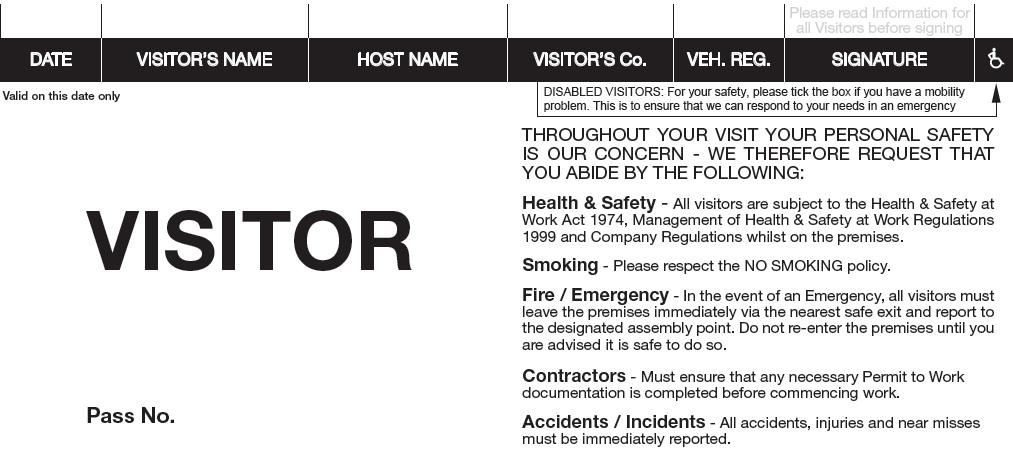 Please read Information for
all Visitors before signing
DATE VISITOR'S NAME HOST NAME VISITOR'S Co. VEH. REG. SIGNATURE
Valid on this date only
DISABLED VISITORS: For your safety, please tick the box if you have a mobility
problem. This is to ensure that we can respond to your needs in an emergency
THROUGHOUT YOUR VISIT YOUR PERSONAL SAFETY
IS OUR CONCERN - WE THEREFORE REQUEST THAT
YOU ABIDE BY THE FOLLOWING:
Health & Safety - All visitors are subject to the Health & Safety at
Work Act 1974, Management of Health & Safety at Work Regulations
1999 and Company Regulations whilst on the premises.
Smoking - Please respect the NO SMOKING policy.
Fire / Emergency - In the event of an Emergency, all visitors must
leave the premises immediately via the nearest safe exit and report to
the designated assembly point. Do not re-enter the premises until you
are advised it is safe to do so.
Contractors - Must ensure that any necessary Permit to Work
documentation is completed before commencing work.
Accidents / Incidents - All accidents, injuries and near misses
must be immediately reported.
VISITOR
Pass No.